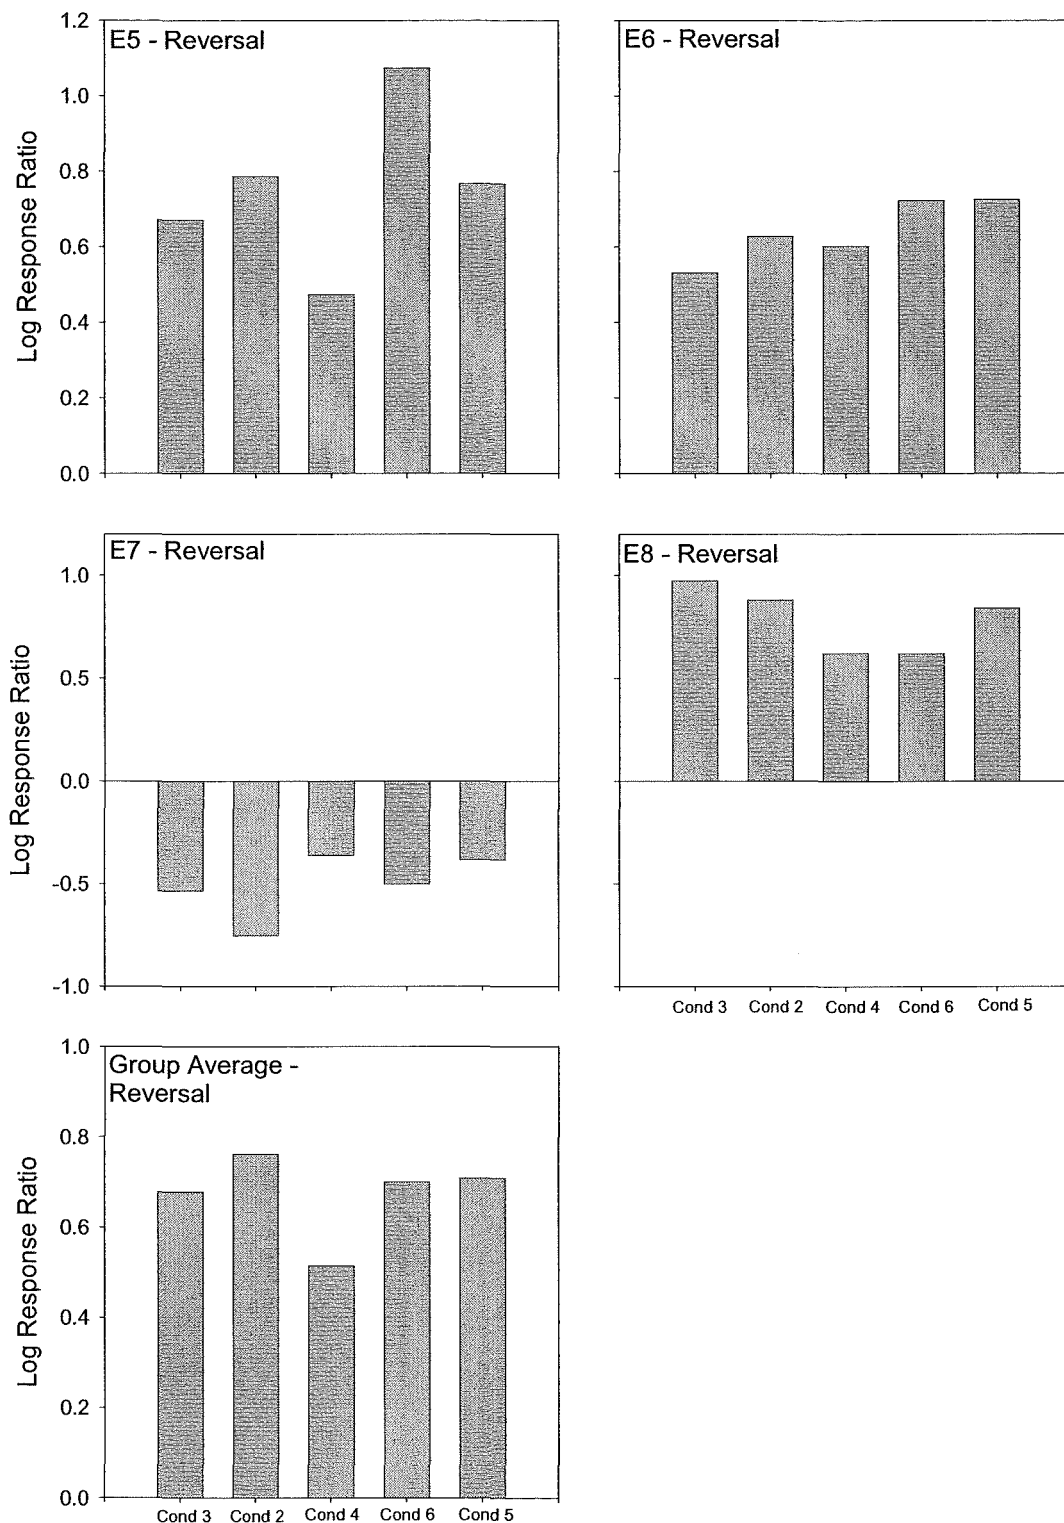 E5 - Reversal
1.2
1.0
0.8
0.6
0.4
0.2
0.0
Log Response Ratio
E6 - Reversal
E7 - Reversal
1.0
0.5
0.0
-0.5
-1.0
Log Response Ratio
E8 - Reversal
Cond 3 Cond 2 Cond 4 Cond 6 Cond 5
Group Average -
Reversal
1.0
0.8
0.6
0.4
0.2
0.0
Log Response Ratio
Cond 3 Cond 2 Cond 4 Cond 6 Cond 5